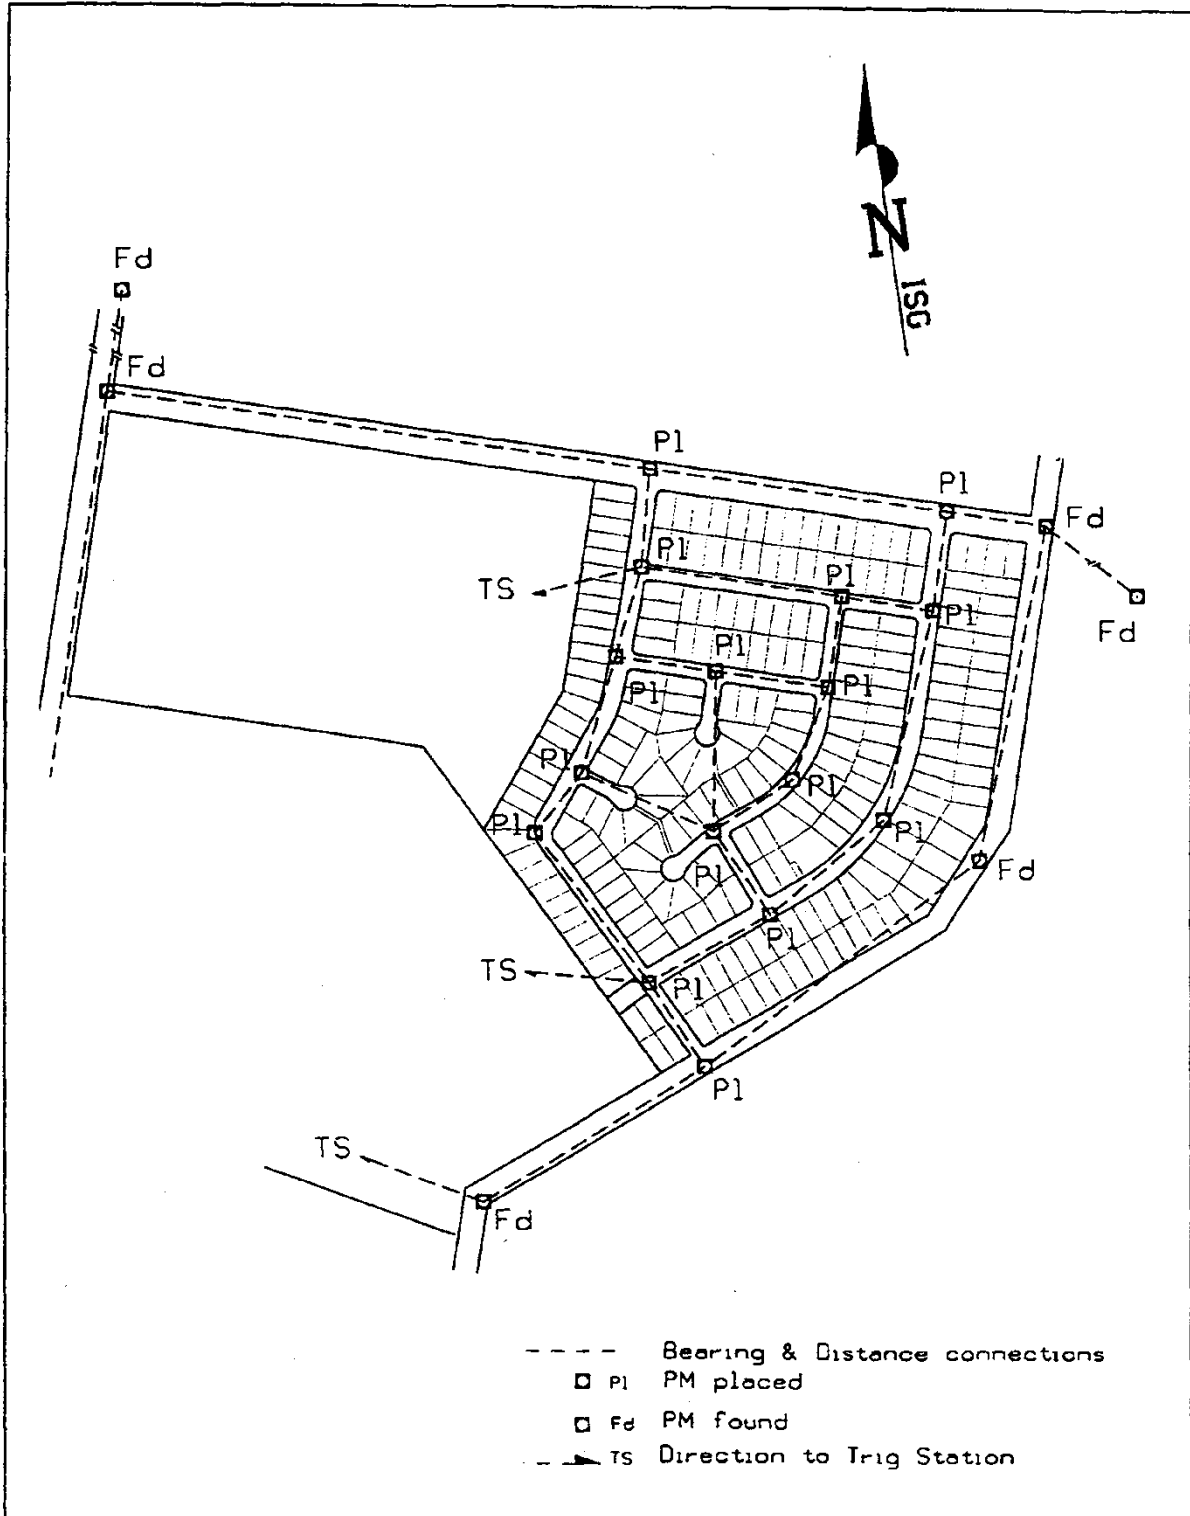 N
ISG
Fd
Fd
Pl
Pl
Fd
Pl
TS
Pl
Pl
Fd
Pl
Pl
Pl
Pl
Pl
Pl
Pl
Fd
Pl
Pl
TS
Pl
Pl
TS
Fd
---- Bearing & Distance connections
Pl PM placed
Fd PM found
TS Direction to Trig Station